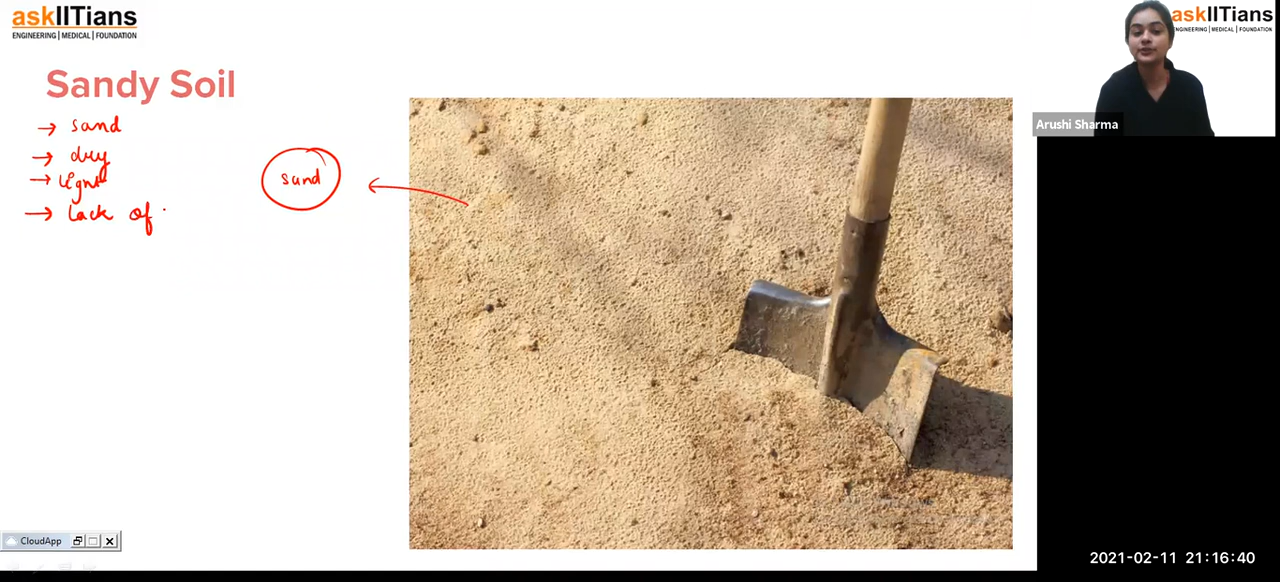 askIITians
ENGINEERING | MEDICAL | FOUNDATION
askIITians
ENGINEERING | MEDICAL | FOUNDATION
Sandy Soil
→ sand
→ dry
→ light
→ lack of
sand
Arushi Sharma
CloudApp
2021-02-11 21:16:40